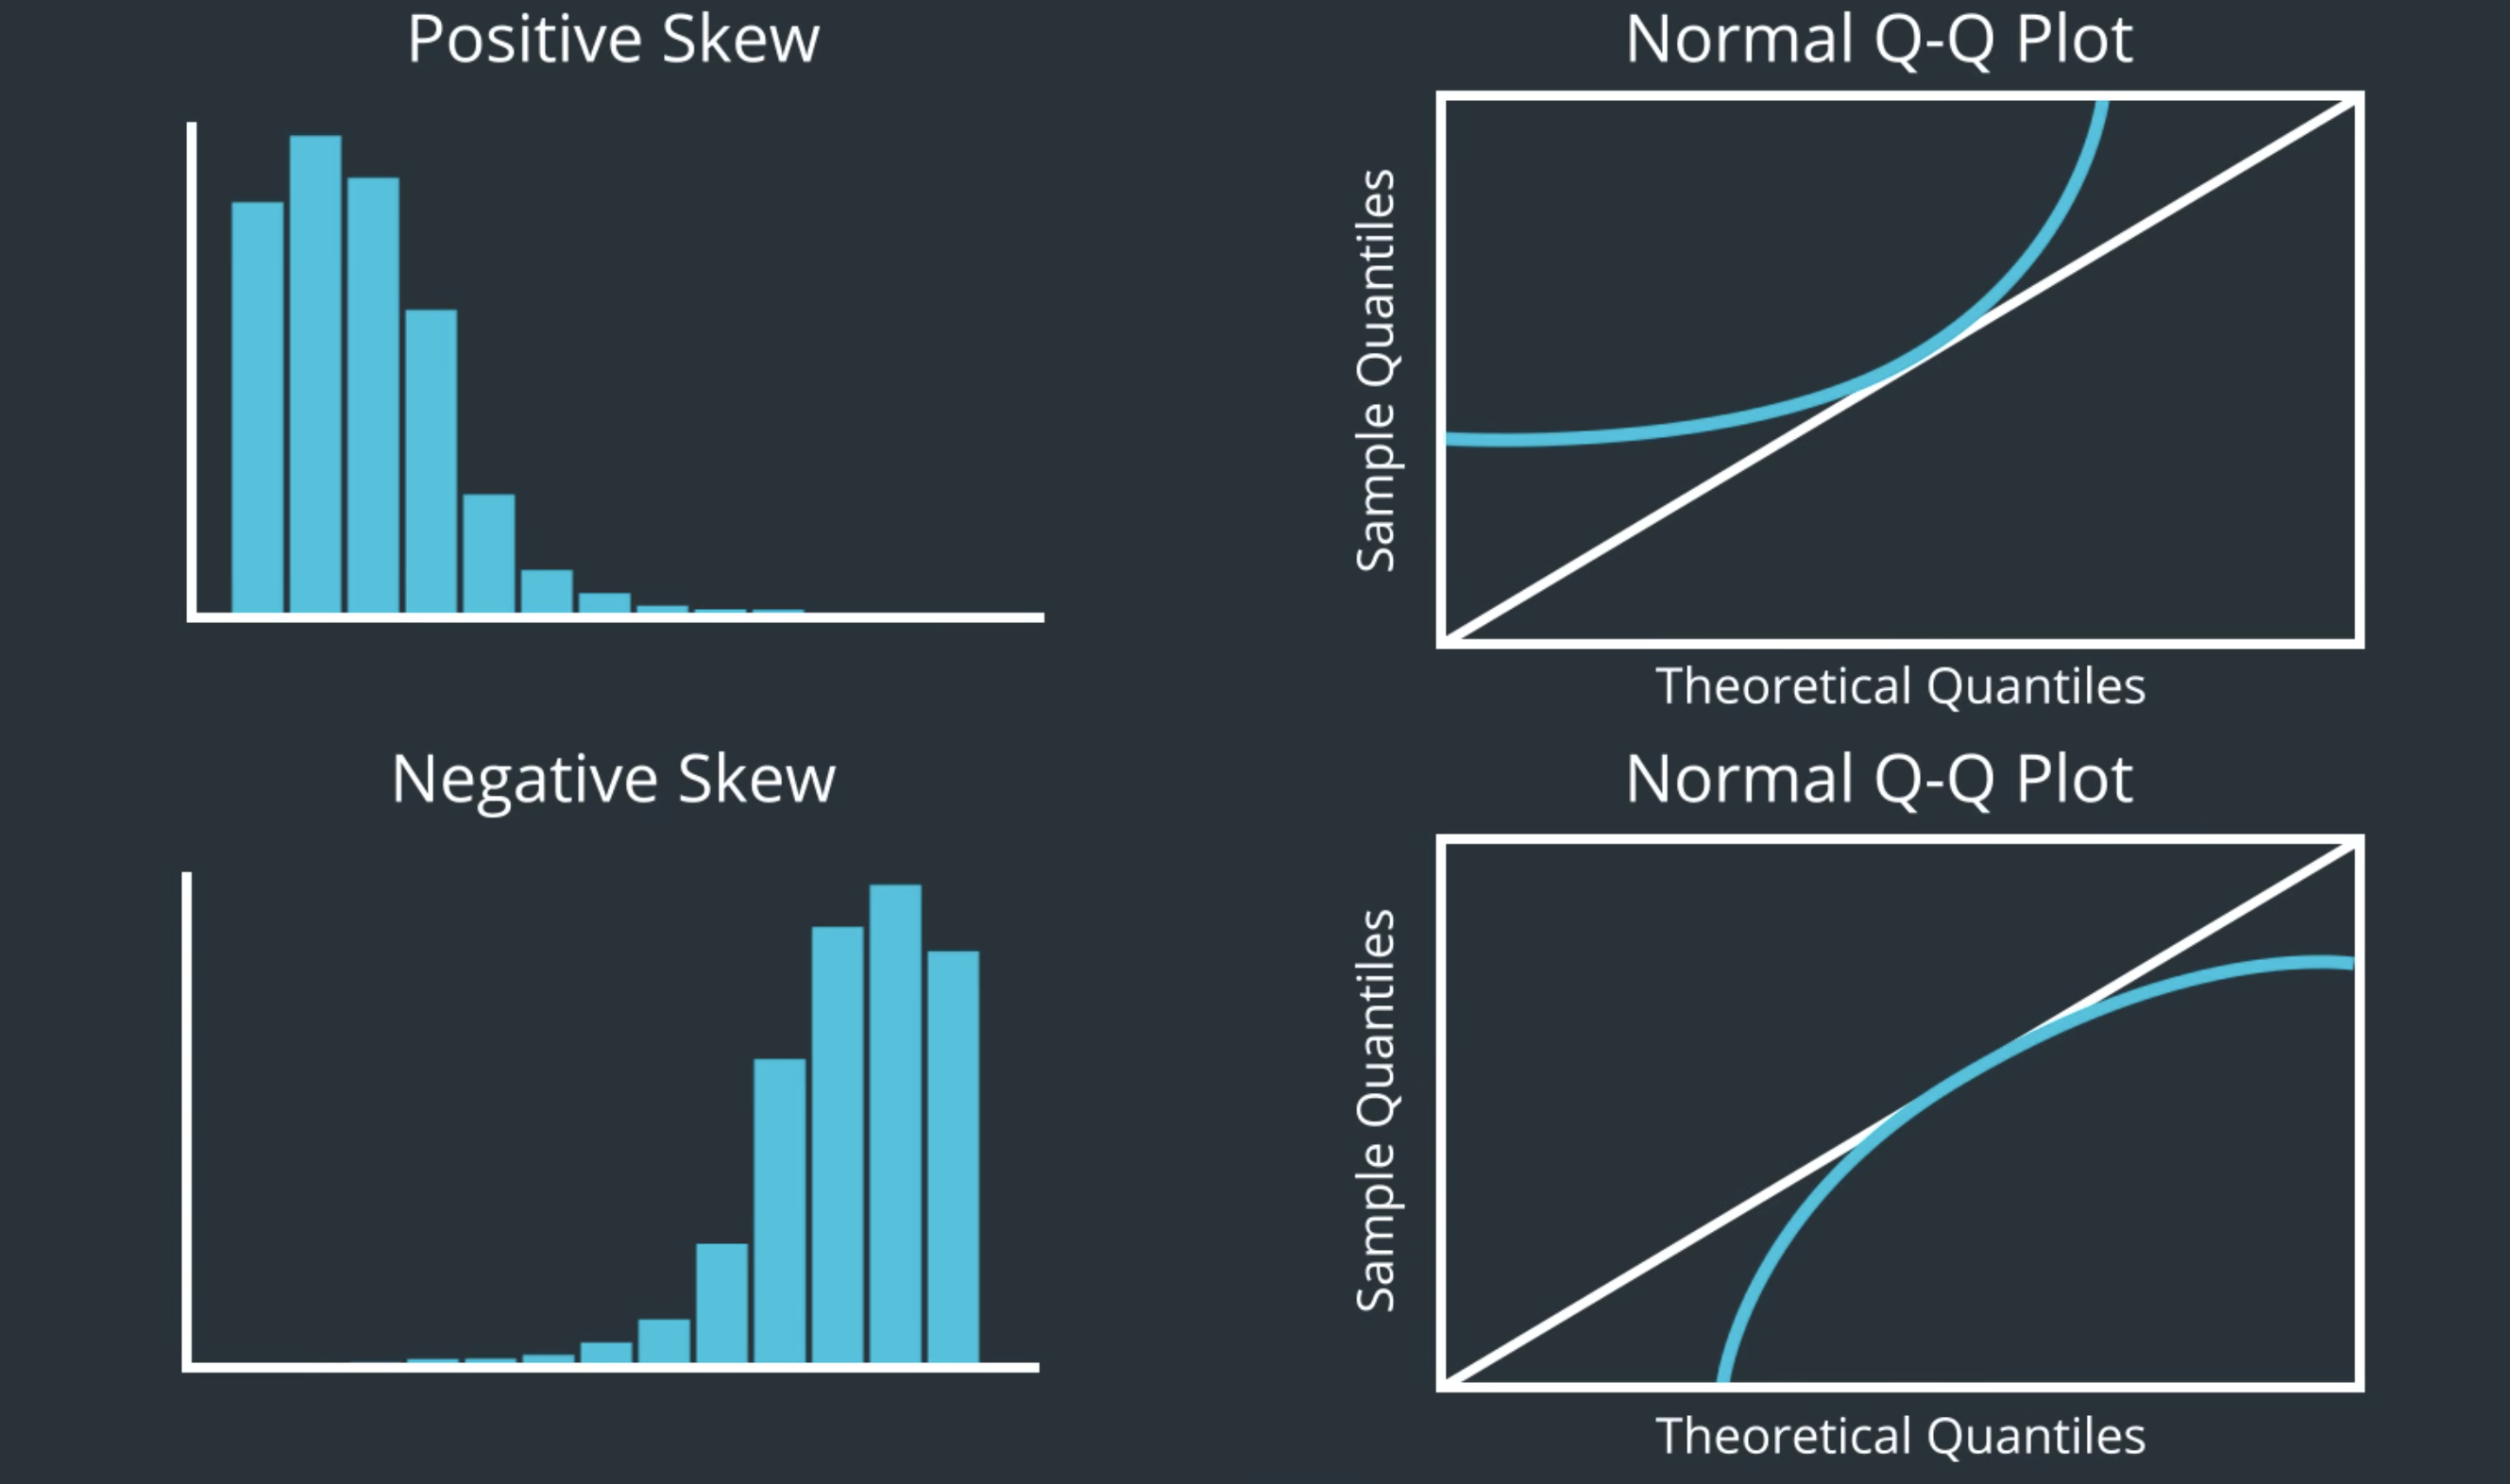 Positive Skew
Normal Q-Q Plot
Sample Quantiles
Theoretical Quantiles
Negative Skew
Normal Q-Q Plot
Sample Quantiles
Theoretical Quantiles